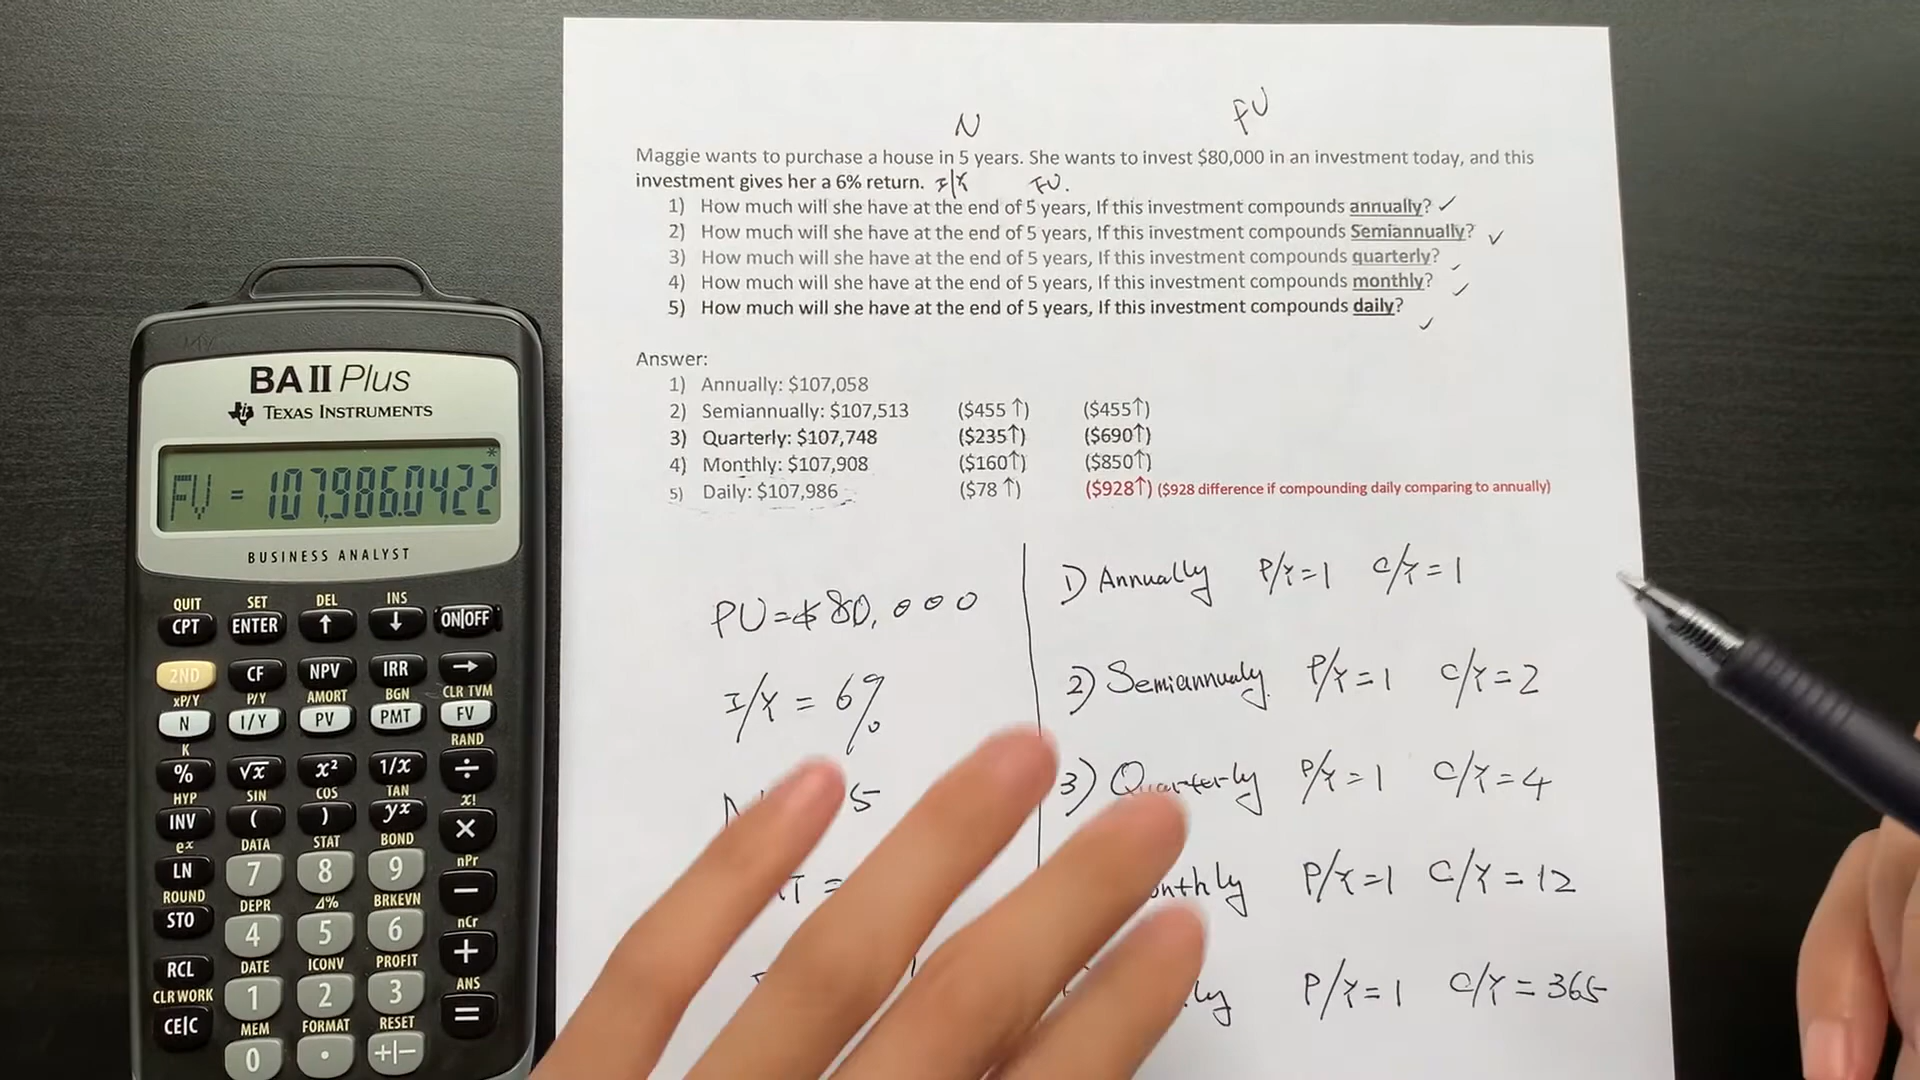 N
FU
Maggie wants to purchase a house in 5 years. She wants to invest $80,000 in an investment today, and this
investment gives her a 6% return. I/Y FU.
1) How much will she have at the end of 5 years, If this investment compounds annually? ✓
2) How much will she have at the end of 5 years, If this investment compounds Semiannually? ✓
3) How much will she have at the end of 5 years, If this investment compounds quarterly? ✓
4) How much will she have at the end of 5 years, If this investment compounds monthly? ✓
5) How much will she have at the end of 5 years, If this investment compounds daily? ✓
Answer:
1) Annually: $107,058
2) Semiannually: $107,513 ($455 ↑) ($455↑)
3) Quarterly: $107,748 ($235↑) ($690↑)
4) Monthly: $107,908 ($160↑) ($850↑)
5) Daily: $107,986 ($78 ↑) ($928↑) ($928 difference if compounding daily comparing to annually)
PU=$80,000
I/Y = 6%
5
=
1) Annually P/Y=1 C/Y=1
2) Semiannualy. P/Y=1 C/Y=2
3) Quarterly P/Y=1 C/Y=4
P/Y=1 C/Y=12
P/Y=1 C/Y=365
BA II Plus
TEXAS INSTRUMENTS
*
FV = 107,986.0422
BUSINESS ANALYST
QUIT SET DEL INS
CPT ENTER ↑ ↓ ON|OFF
2ND CF NPV IRR →
xP/Y P/Y AMORT BGN CLR TVM
N I/Y PV PMT FV
K RAND
% √x x² 1/x ÷
HYP SIN COS TAN x!
INV ( ) yˣ ×
eˣ DATA STAT BOND nPr
LN 7 8 9 −
ROUND DEPR Δ% BRKEVN nCr
STO 4 5 6 +
DATE ICONV PROFIT ANS
RCL 1 2 3 =
CLR WORK MEM FORMAT RESET
CE|C 0 . +|−